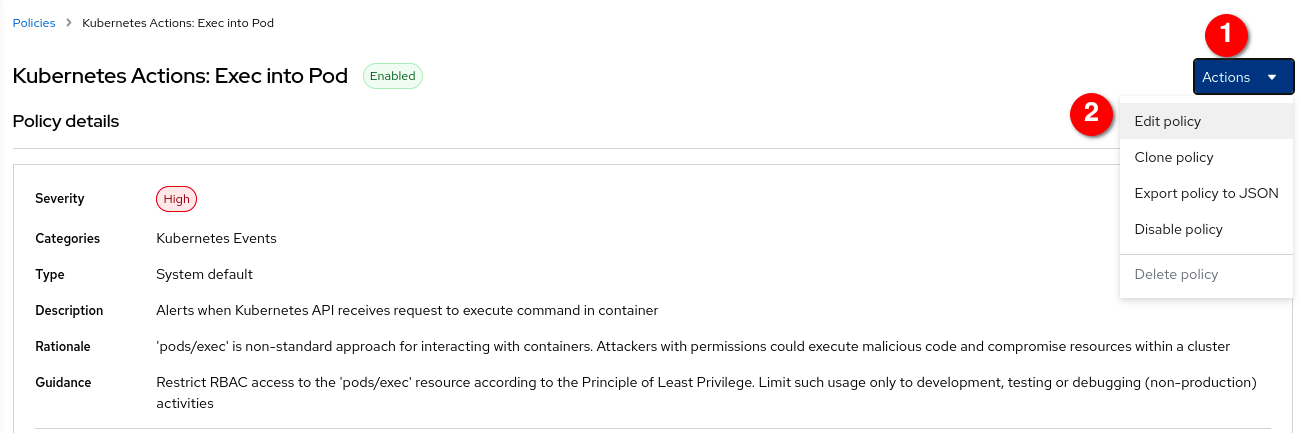 Policies > Kubernetes Actions: Exec into Pod
1
Kubernetes Actions: Exec into Pod Enabled
Actions
2
Edit policy
Clone policy
Export policy to JSON
Disable policy
Delete policy
Policy details
Severity High
Categories Kubernetes Events
Type System default
Description Alerts when Kubernetes API receives request to execute command in container
Rationale 'pods/exec' is non-standard approach for interacting with containers. Attackers with permissions could execute malicious code and compromise resources within a cluster
Guidance Restrict RBAC access to the 'pods/exec' resource according to the Principle of Least Privilege. Limit such usage only to development, testing or debugging (non-production)
activities